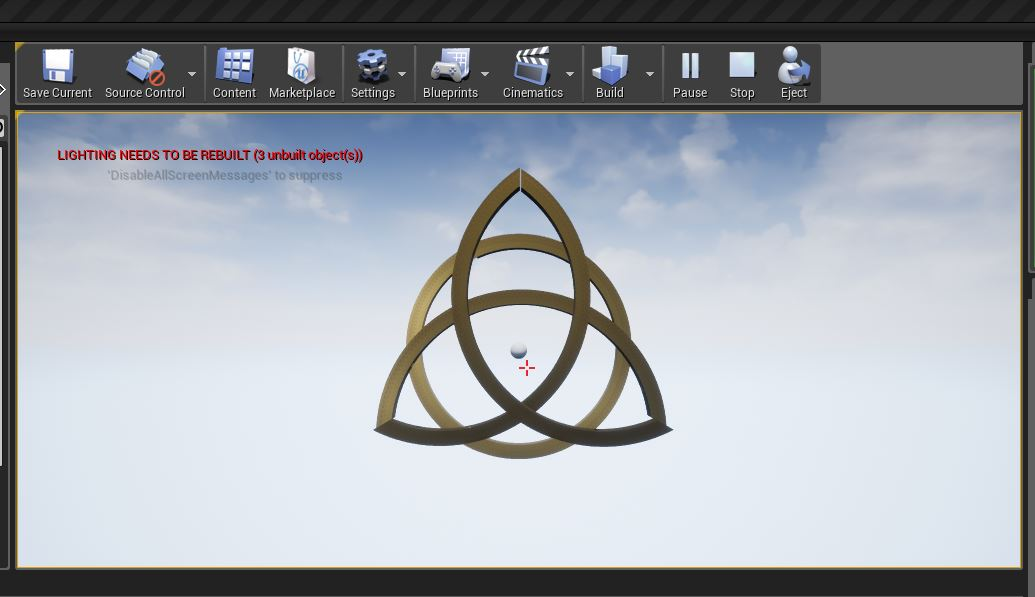 Save Current Source Control Content Marketplace Settings Blueprints Cinematics Build Pause Stop Eject
LIGHTING NEEDS TO BE REBUILT (3 unbuilt object(s))
'DisableAllScreenMessages' to suppress